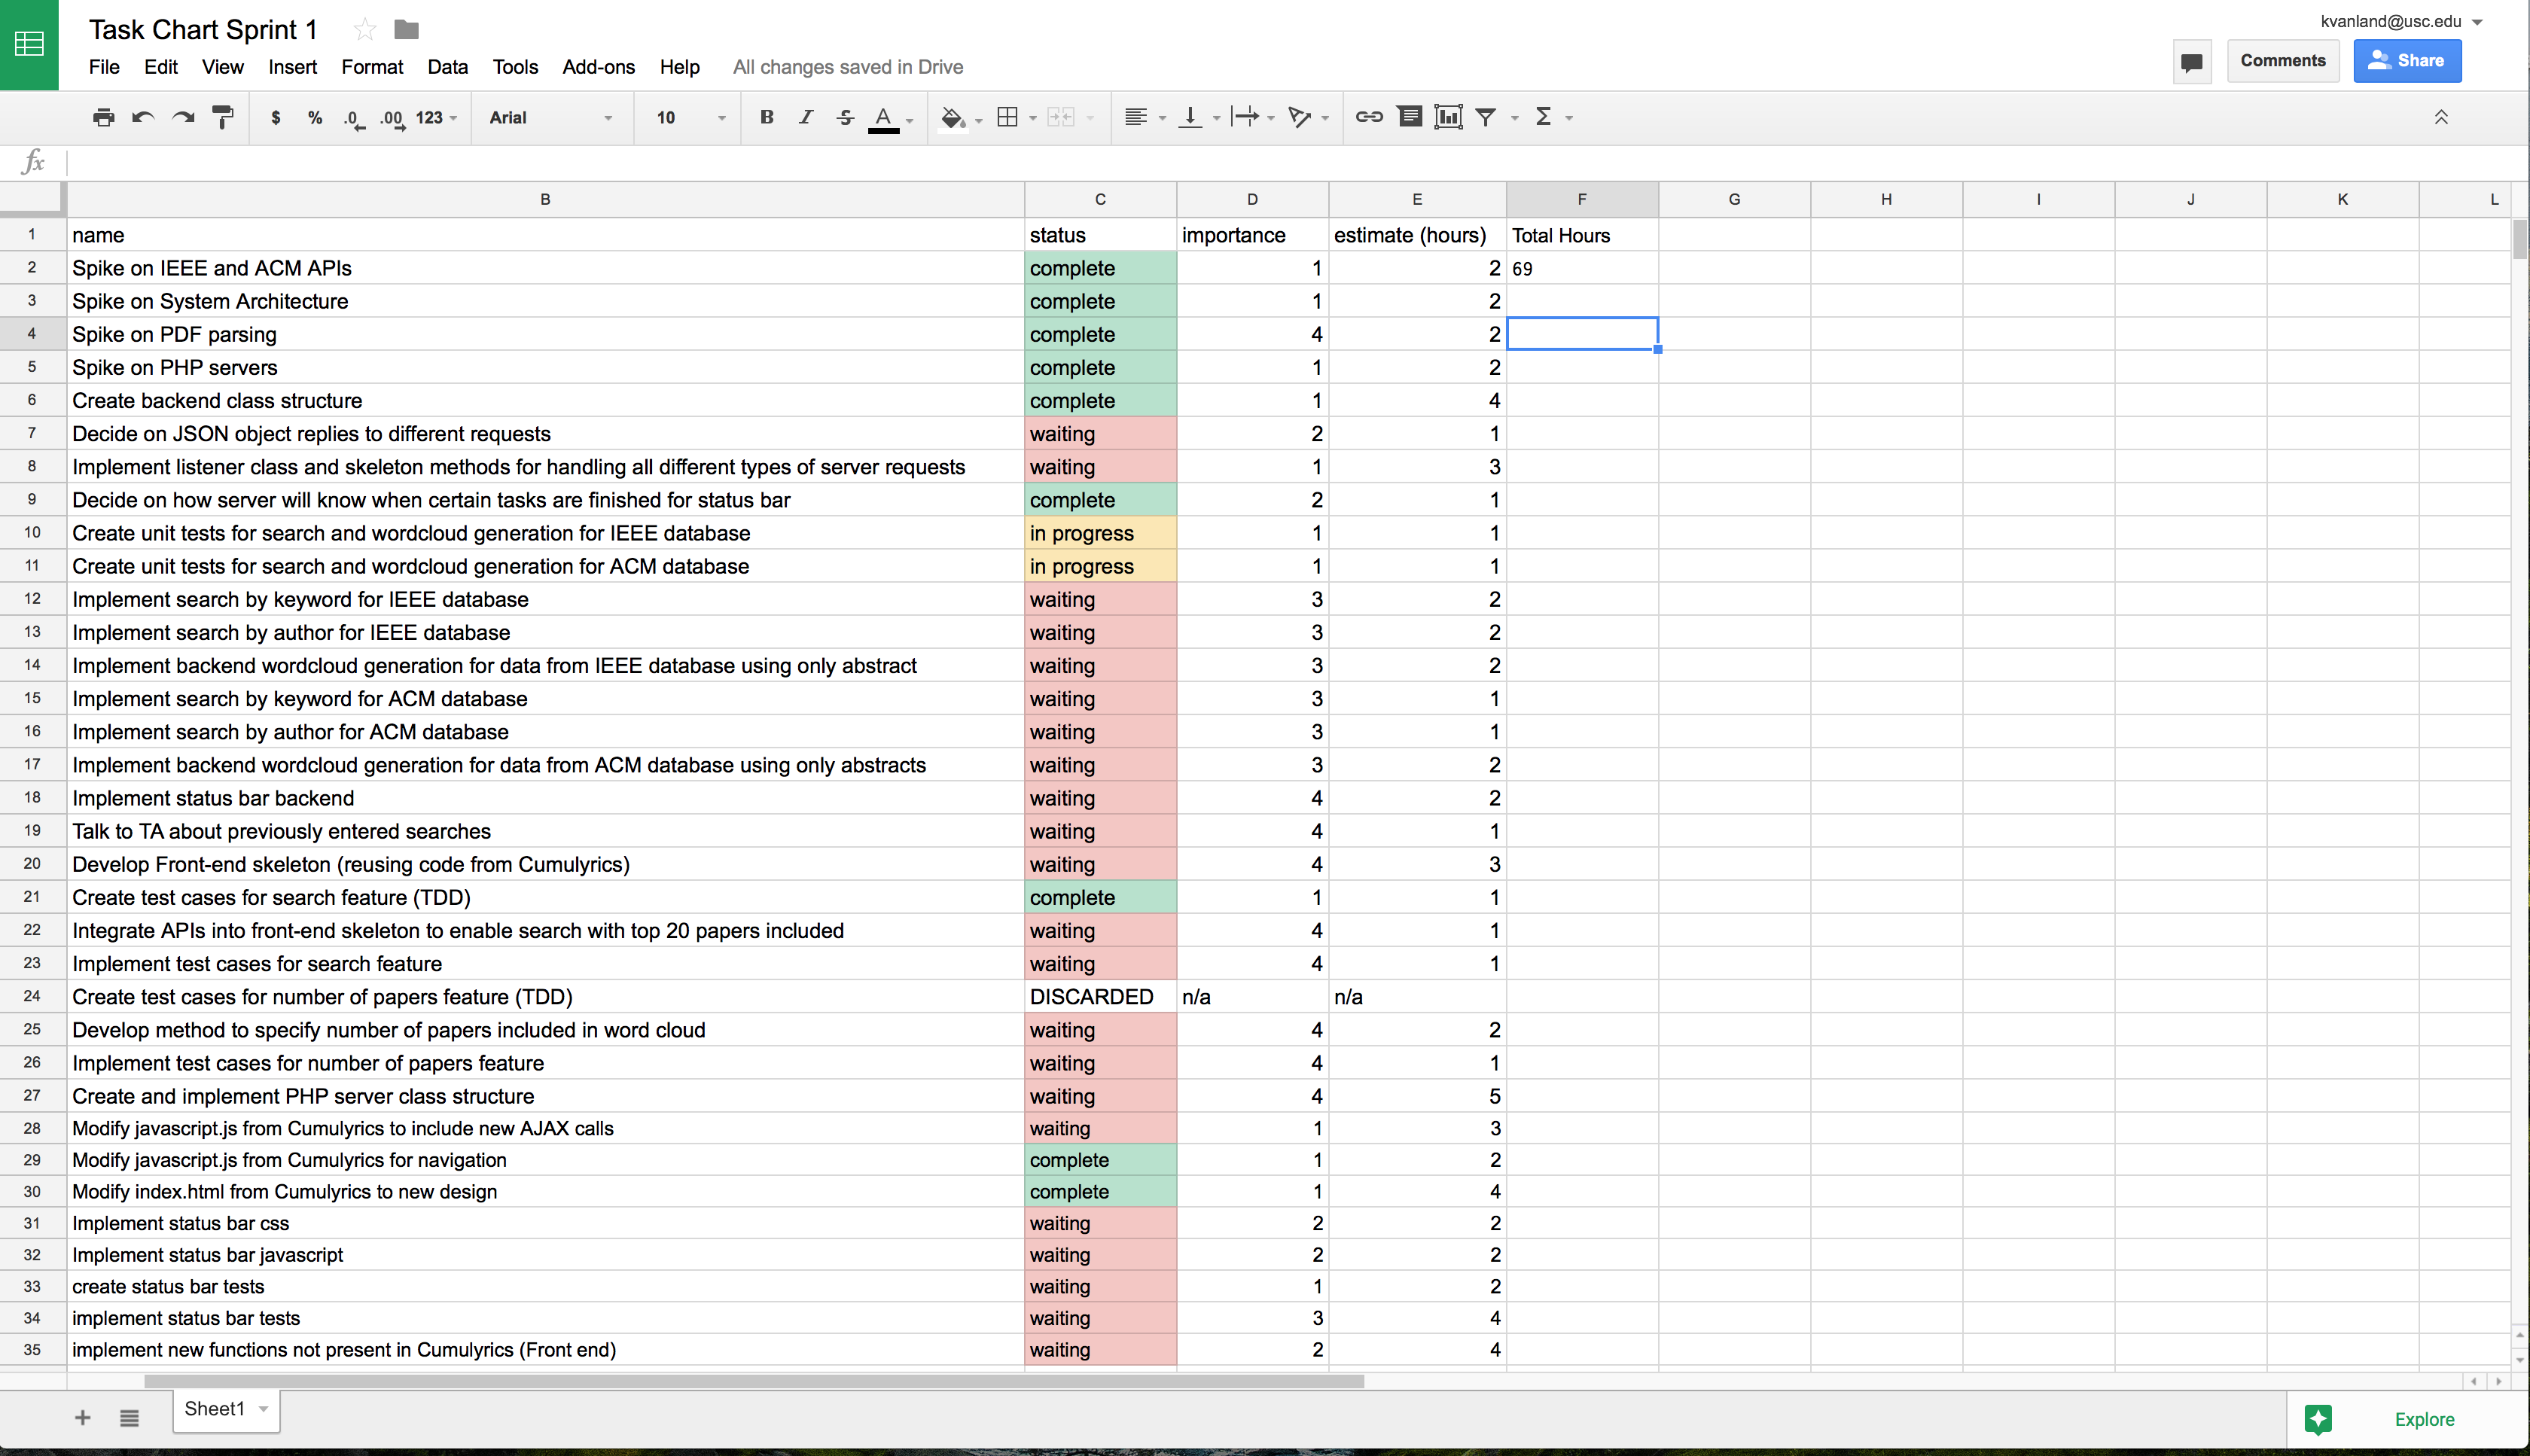 Task Chart Sprint 1
kvanland@usc.edu
File Edit View Insert Format Data Tools Add-ons Help All changes saved in Drive
Comments Share
$ % .0 .00 123 Arial 10 B I S A Σ
fx
B C D E F G H I J K L
1 name status importance estimate (hours) Total Hours
2 Spike on IEEE and ACM APIs complete 1 2 69
3 Spike on System Architecture complete 1 2
4 Spike on PDF parsing complete 4 2
5 Spike on PHP servers complete 1 2
6 Create backend class structure complete 1 4
7 Decide on JSON object replies to different requests waiting 2 1
8 Implement listener class and skeleton methods for handling all different types of server requests waiting 1 3
9 Decide on how server will know when certain tasks are finished for status bar complete 2 1
10 Create unit tests for search and wordcloud generation for IEEE database in progress 1 1
11 Create unit tests for search and wordcloud generation for ACM database in progress 1 1
12 Implement search by keyword for IEEE database waiting 3 2
13 Implement search by author for IEEE database waiting 3 2
14 Implement backend wordcloud generation for data from IEEE database using only abstract waiting 3 2
15 Implement search by keyword for ACM database waiting 3 1
16 Implement search by author for ACM database waiting 3 1
17 Implement backend wordcloud generation for data from ACM database using only abstracts waiting 3 2
18 Implement status bar backend waiting 4 2
19 Talk to TA about previously entered searches waiting 4 1
20 Develop Front-end skeleton (reusing code from Cumulyrics) waiting 4 3
21 Create test cases for search feature (TDD) complete 1 1
22 Integrate APIs into front-end skeleton to enable search with top 20 papers included waiting 4 1
23 Implement test cases for search feature waiting 4 1
24 Create test cases for number of papers feature (TDD) DISCARDED n/a n/a
25 Develop method to specify number of papers included in word cloud waiting 4 2
26 Implement test cases for number of papers feature waiting 4 1
27 Create and implement PHP server class structure waiting 4 5
28 Modify javascript.js from Cumulyrics to include new AJAX calls waiting 1 3
29 Modify javascript.js from Cumulyrics for navigation complete 1 2
30 Modify index.html from Cumulyrics to new design complete 1 4
31 Implement status bar css waiting 2 2
32 Implement status bar javascript waiting 2 2
33 create status bar tests waiting 1 2
34 implement status bar tests waiting 3 4
35 implement new functions not present in Cumulyrics (Front end) waiting 2 4
Sheet1
Explore